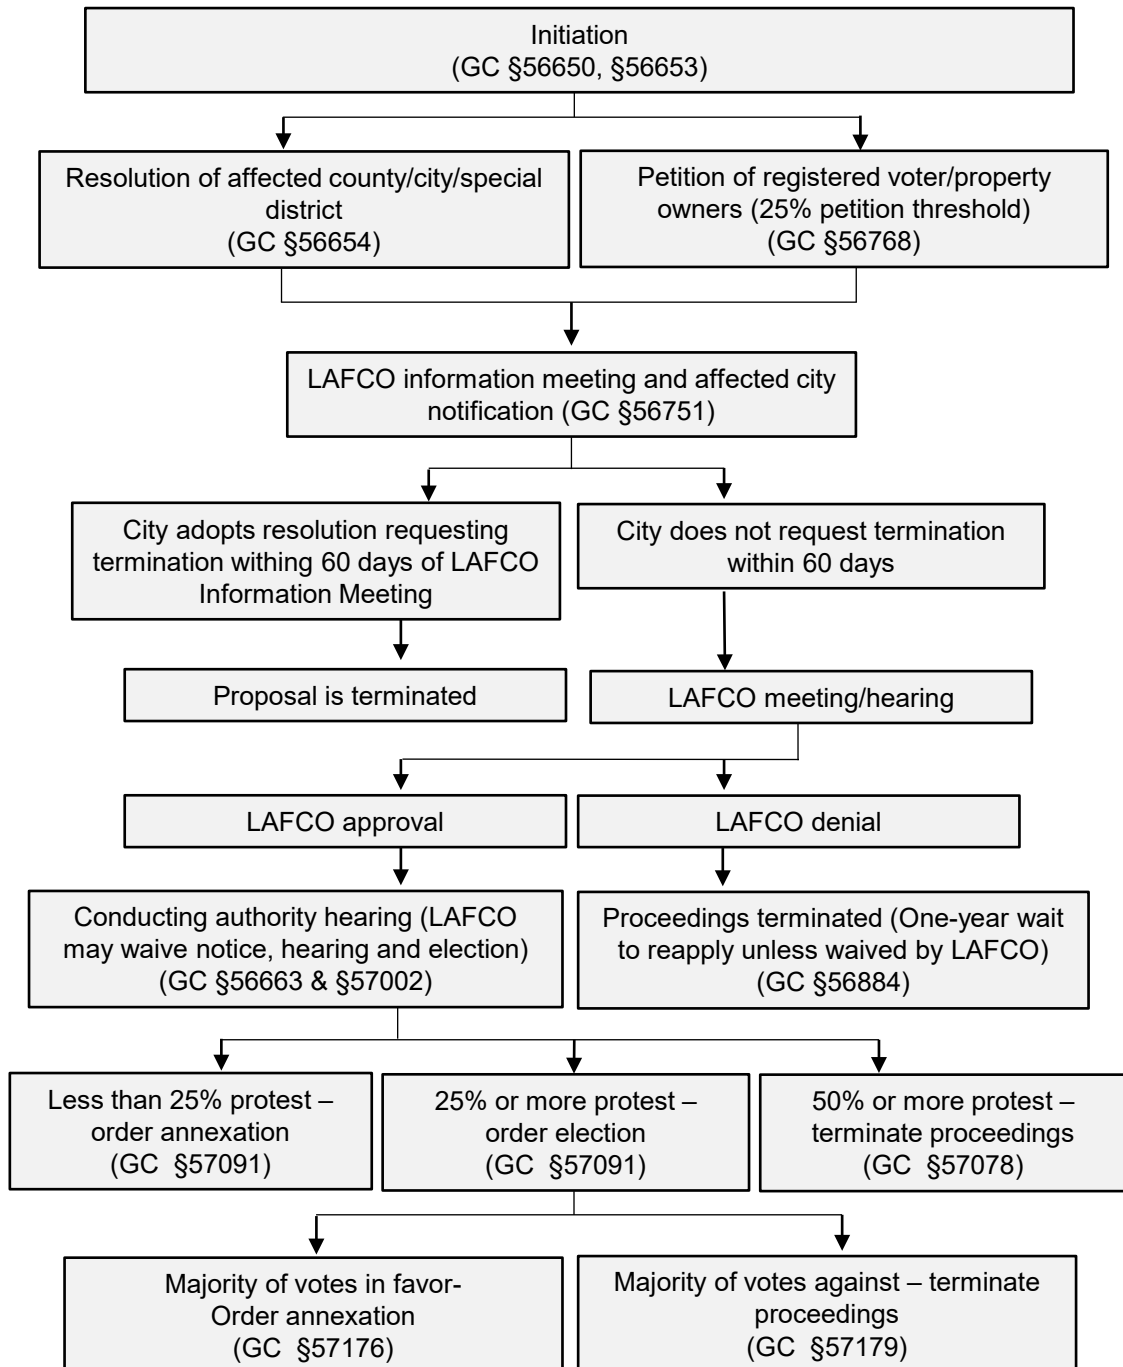 Initiation
(GC §56650, §56653)
Resolution of affected county/city/special
district
(GC §56654)
Petition of registered voter/property
owners (25% petition threshold)
(GC §56768)
LAFCO information meeting and affected city
notification (GC §56751)
City adopts resolution requesting
termination withing 60 days of LAFCO
Information Meeting
City does not request termination
within 60 days
Proposal is terminated
LAFCO meeting/hearing
LAFCO approval
LAFCO denial
Conducting authority hearing (LAFCO
may waive notice, hearing and election)
(GC §56663 & §57002)
Proceedings terminated (One-year wait
to reapply unless waived by LAFCO)
(GC §56884)
Less than 25% protest –
order annexation
(GC §57091)
25% or more protest –
order election
(GC §57091)
50% or more protest –
terminate proceedings
(GC §57078)
Majority of votes in favor-
Order annexation
(GC §57176)
Majority of votes against – terminate
proceedings
(GC §57179)